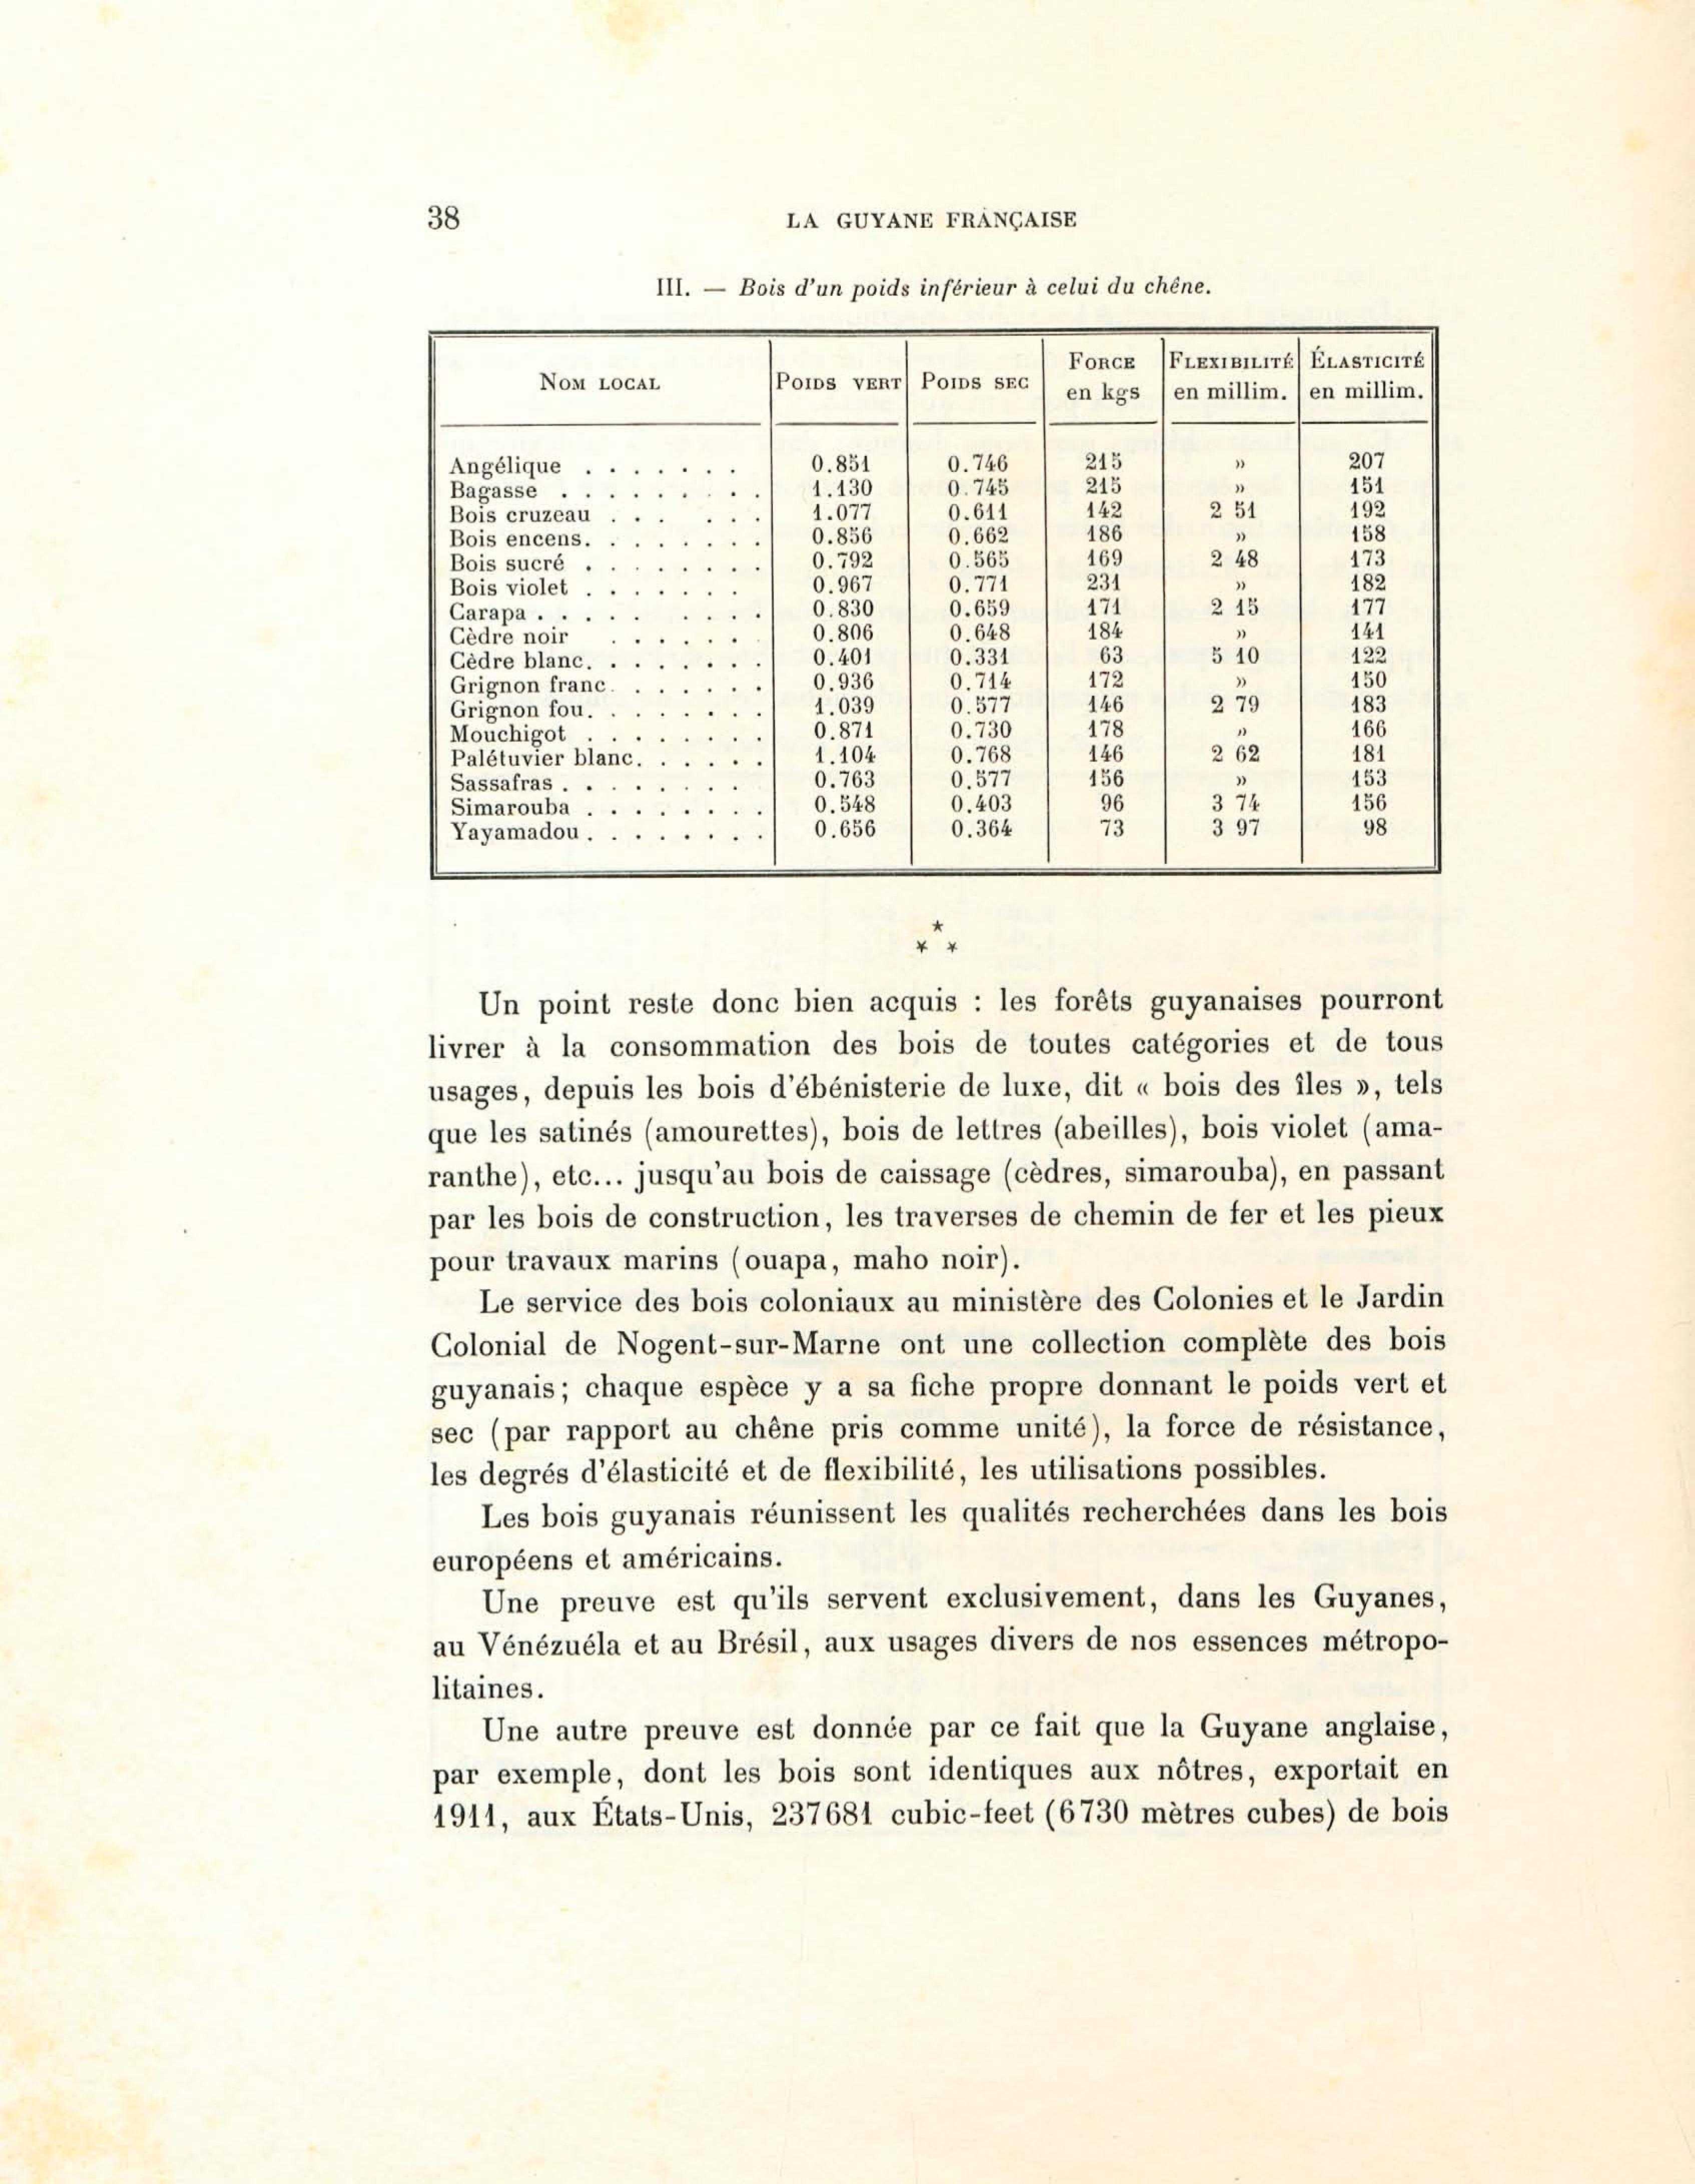 38
LA GUYANE FRANÇAISE
III. — Bois d'un poids inférieur à celui du chêne.
NOM LOCAL POIDS VERT POIDS SEC FORCE en kgs FLEXIBILITÉ en millim. ÉLASTICITÉ en millim.
Angélique . . . . . . . 0.851 0.746 215 » 207
Bagasse . . . . . . . . . 1.130 0.745 215 » 151
Bois cruzeau . . . . . . 1.077 0.611 142 2 51 192
Bois encens. . . . . . . . 0.856 0.662 186 » 158
Bois sucré . . . . . . . . 0.792 0.565 169 2 48 173
Bois violet . . . . . . . 0.967 0.771 231 » 182
Carapa . . . . . . . . . 0.830 0.659 171 2 15 177
Cèdre noir . . . . . . 0.806 0.648 184 » 141
Cèdre blanc. . . . . . . . 0.401 0.331 63 5 10 122
Grignon franc. . . . . . . 0.936 0.714 172 » 150
Grignon fou. . . . . . . . 1.039 0.577 146 2 79 183
Mouchigot . . . . . . . . 0.871 0.730 178 » 166
Palétuvier blanc. . . . . . 1.104 0.768 146 2 62 181
Sassafras . . . . . . . . 0.763 0.577 156 » 153
Simarouba . . . . . . . . 0.548 0.403 96 3 74 156
Yayamadou . . . . . . . . 0.656 0.364 73 3 97 98
Un point reste donc bien acquis : les forêts guyanaises pourront
livrer à la consommation des bois de toutes catégories et de tous
usages, depuis les bois d'ébénisterie de luxe, dit « bois des îles », tels
que les satinés (amourettes), bois de lettres (abeilles), bois violet (ama-
ranthe), etc... jusqu'au bois de caissage (cèdres, simarouba), en passant
par les bois de construction, les traverses de chemin de fer et les pieux
pour travaux marins (ouapa, maho noir).
Le service des bois coloniaux au ministère des Colonies et le Jardin
Colonial de Nogent-sur-Marne ont une collection complète des bois
guyanais; chaque espèce y a sa fiche propre donnant le poids vert et
sec (par rapport au chêne pris comme unité), la force de résistance,
les degrés d'élasticité et de flexibilité, les utilisations possibles.
Les bois guyanais réunissent les qualités recherchées dans les bois
européens et américains.
Une preuve est qu'ils servent exclusivement, dans les Guyanes,
au Vénézuéla et au Brésil, aux usages divers de nos essences métropo-
litaines.
Une autre preuve est donnée par ce fait que la Guyane anglaise,
par exemple, dont les bois sont identiques aux nôtres, exportait en
1911, aux États-Unis, 237681 cubic-feet (6730 mètres cubes) de bois